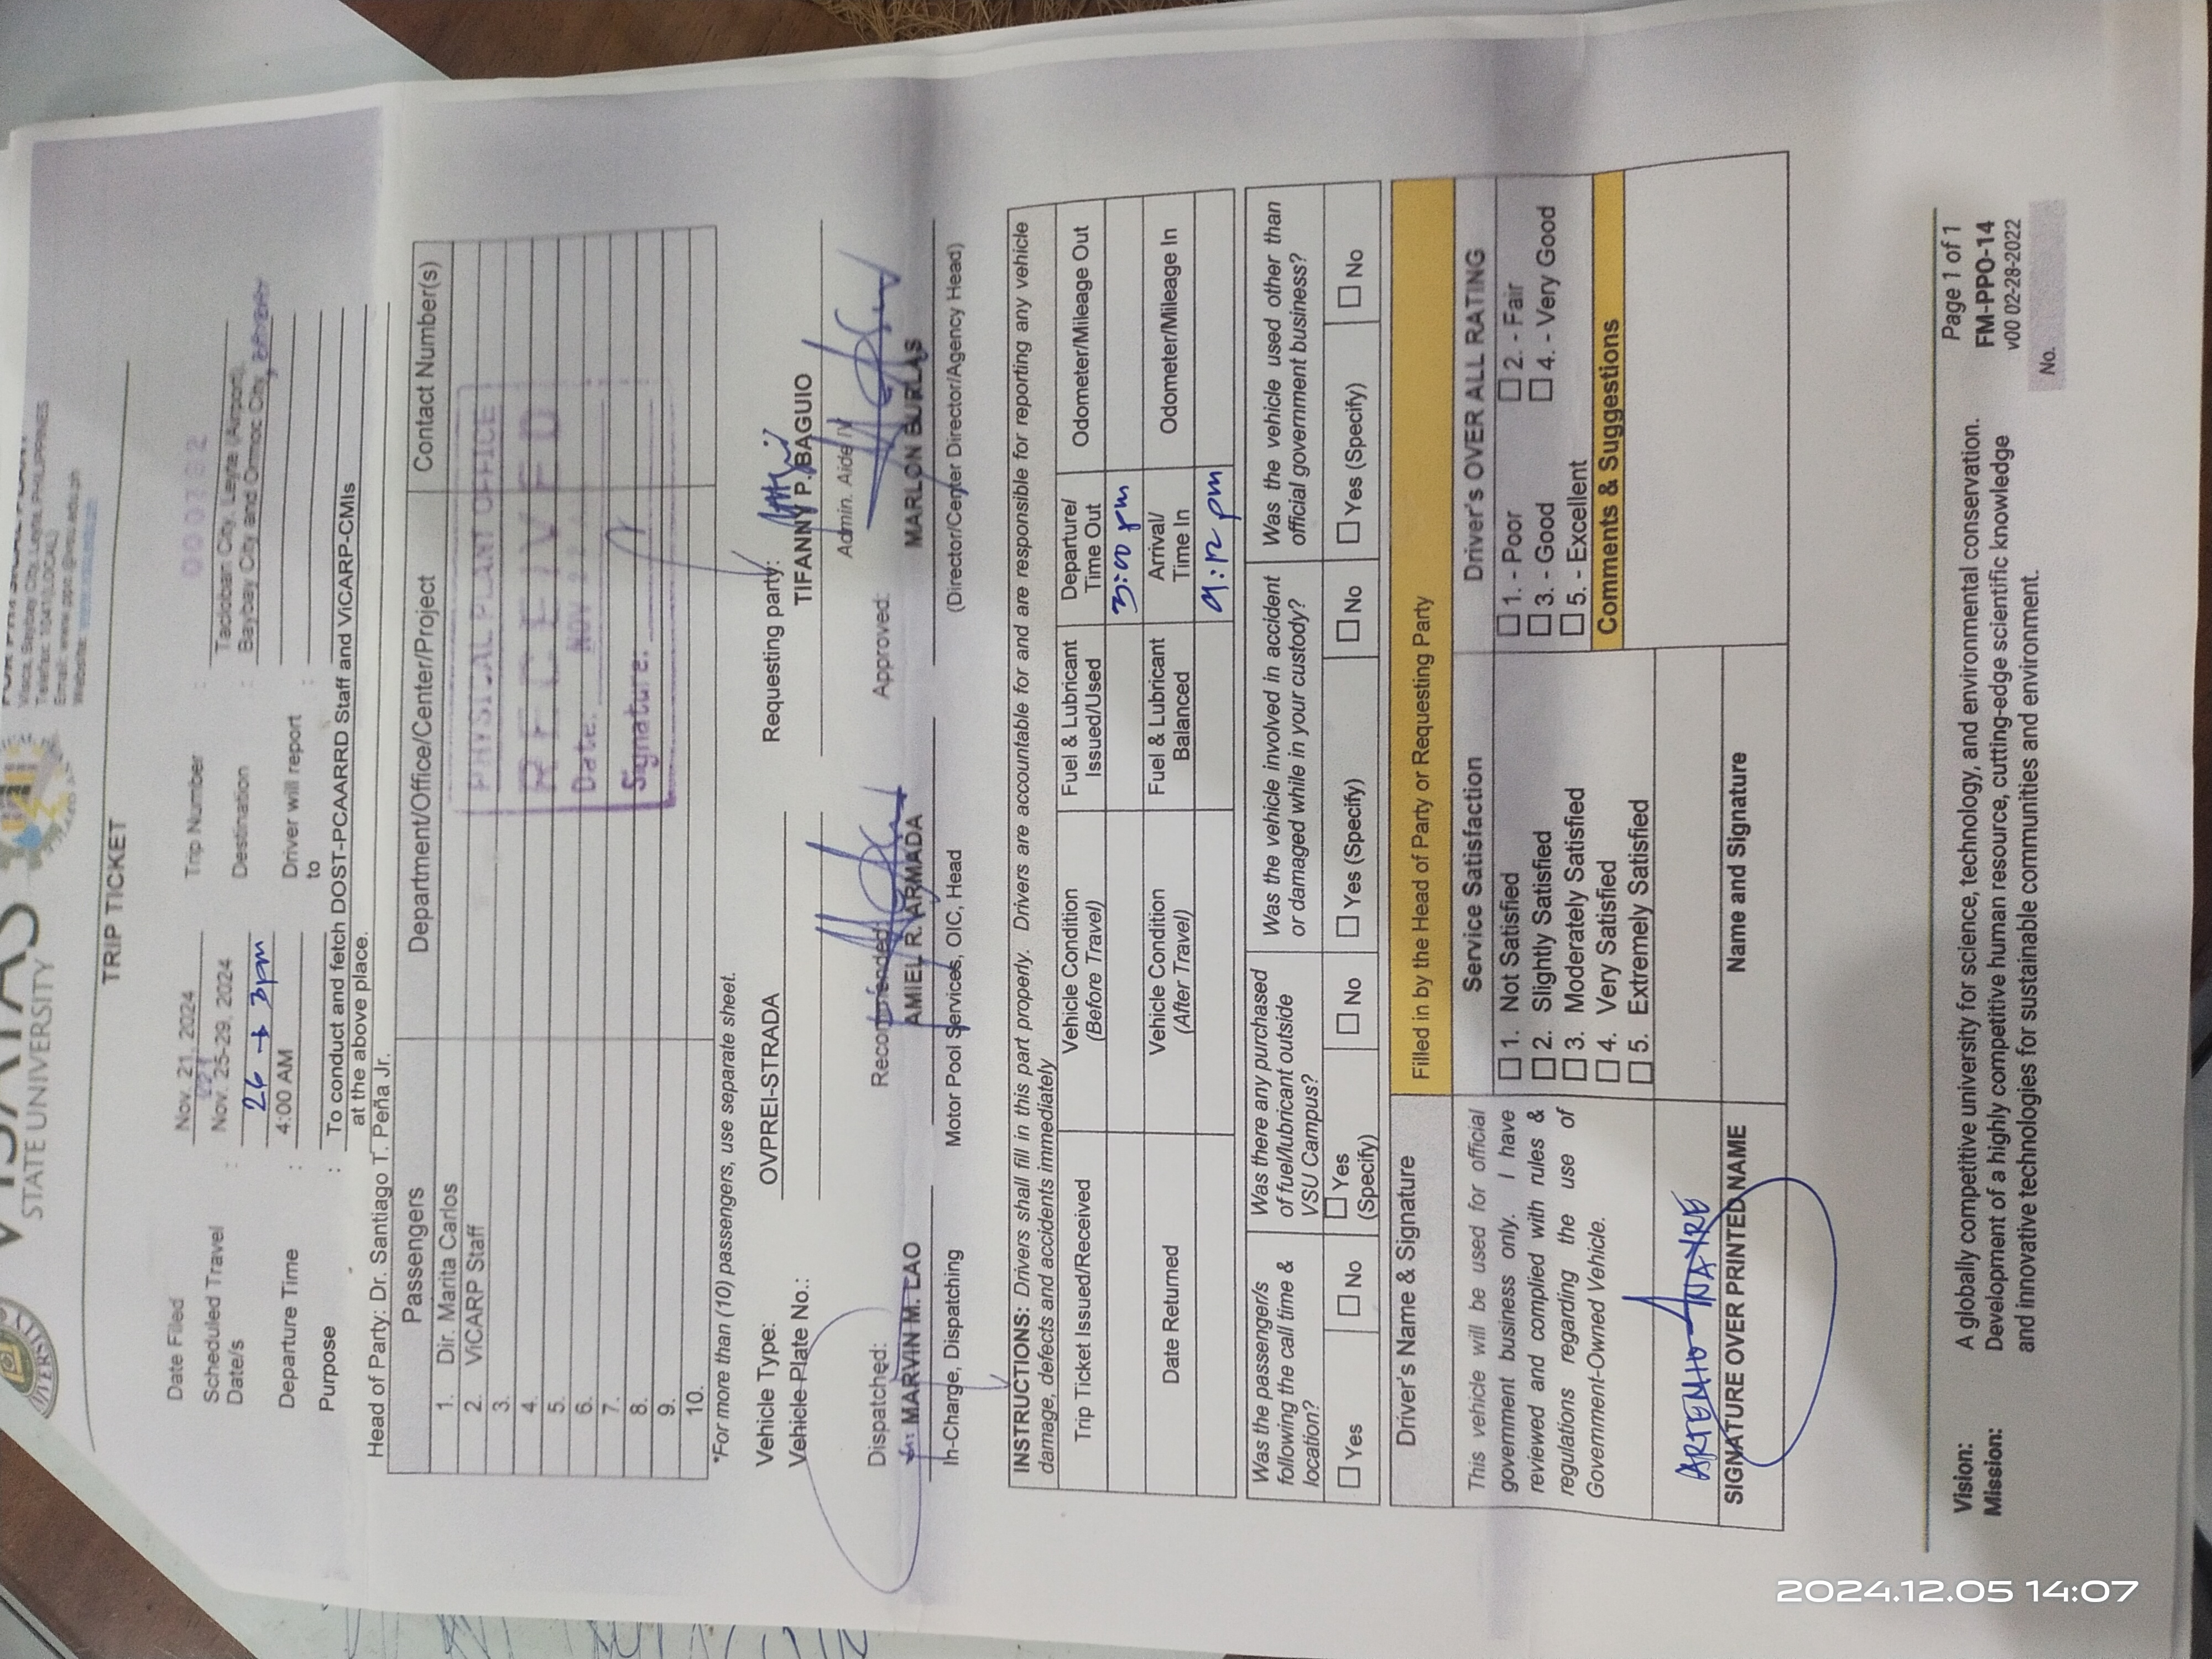 STATE UNIVERSITY
Visca, Baybay City, Leyte, PHILIPPINES
Website:
TRIP TICKET
Date Filed Nov. 21, 2024 Trip Number :
Scheduled Travel Date/s : Nov. 25-29, 2024 Destination : Tacloban City, Leyte (Airport),
Baybay City and Ormoc City,
26 → 3pm
Departure Time : 4:00 AM Driver will report to :
Purpose : To conduct and fetch DOST-PCAARRD Staff and ViCARP-CMIs
at the above place.
Head of Party: Dr. Santiago T. Peña Jr.
Passengers Department/Office/Center/Project Contact Number(s)
1. Dir. Marita Carlos
2. ViCARP Staff
3.
4.
5.
6.
7.
8.
9.
10.
PHYSICAL PLANT OFFICE
RECEIVED
Date: NOV 2
Signature:
*For more than (10) passengers, use separate sheet.
Vehicle Type: OVPREI-STRADA Requesting party:
Vehicle Plate No.: TIFANNY P. BAGUIO
Admin. Aide IV
Dispatched: Recommended: Approved:
MARVIN M. LAO AMIEL R. ARMADA MARLON BURLAS
In-Charge, Dispatching Motor Pool Services, OIC, Head (Director/Center Director/Agency Head)
INSTRUCTIONS: Drivers shall fill in this part properly. Drivers are accountable for and are responsible for reporting any vehicle
damage, defects and accidents immediately
Trip Ticket Issued/Received Vehicle Condition (Before Travel) Fuel & Lubricant Issued/Used Departure/ Time Out Odometer/Mileage Out
3:00 pm
Date Returned Vehicle Condition (After Travel) Fuel & Lubricant Balanced Arrival/ Time In Odometer/Mileage In
9:12 pm
Was the passenger/s following the call time & location? Was there any purchased of fuel/lubricant outside VSU Campus? Was the vehicle involved in accident or damaged while in your custody? Was the vehicle used other than official government business?
☐ Yes ☐ No ☐ Yes (Specify) ☐ No ☐ Yes (Specify) ☐ No ☐ Yes (Specify) ☐ No
Driver's Name & Signature Filled in by the Head of Party or Requesting Party
This vehicle will be used for official
government business only. I have
reviewed and complied with rules &
regulations regarding the use of
Government-Owned Vehicle.
Service Satisfaction
☐ 1. Not Satisfied
☐ 2. Slightly Satisfied
☐ 3. Moderately Satisfied
☐ 4. Very Satisfied
☐ 5. Extremely Satisfied
Driver's OVER ALL RATING
☐ 1. - Poor ☐ 2. - Fair
☐ 3. - Good ☐ 4. - Very Good
☐ 5. - Excellent
Comments & Suggestions
ARTEMIO ANAYRE
SIGNATURE OVER PRINTED NAME Name and Signature
Vision: A globally competitive university for science, technology, and environmental conservation.
Mission: Development of a highly competitive human resource, cutting-edge scientific knowledge
and innovative technologies for sustainable communities and environment.
Page 1 of 1
FM-PPO-14
v00 02-28-2022
No.
2024.12.05 14:07